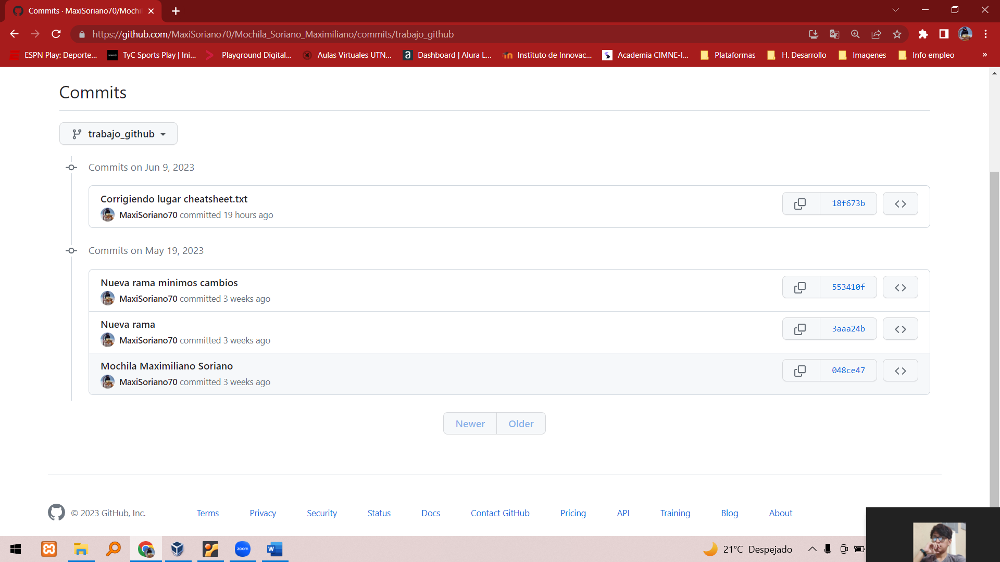 Commits · MaxiSoriano70/Mochil
https://github.com/MaxiSoriano70/Mochila_Soriano_Maximiliano/commits/trabajo_github
ESPN Play: Deporte... TyC Sports Play | Ini... Playground Digital... Aulas Virtuales UTN... Dashboard | Alura L... Instituto de Innovac... Academia CIMNE-I... Plataformas H. Desarrollo Imagenes Info empleo »
Commits
trabajo_github
Commits on Jun 9, 2023
Corrigiendo lugar cheatsheet.txt
18f673b
MaxiSoriano70 committed 19 hours ago
Commits on May 19, 2023
Nueva rama minimos cambios
553410f
MaxiSoriano70 committed 3 weeks ago
Nueva rama
3aaa24b
MaxiSoriano70 committed 3 weeks ago
Mochila Maximiliano Soriano
048ce47
MaxiSoriano70 committed 3 weeks ago
Newer Older
© 2023 GitHub, Inc. Terms Privacy Security Status Docs Contact GitHub Pricing API Training Blog About
zoom
W
21°C Despejado